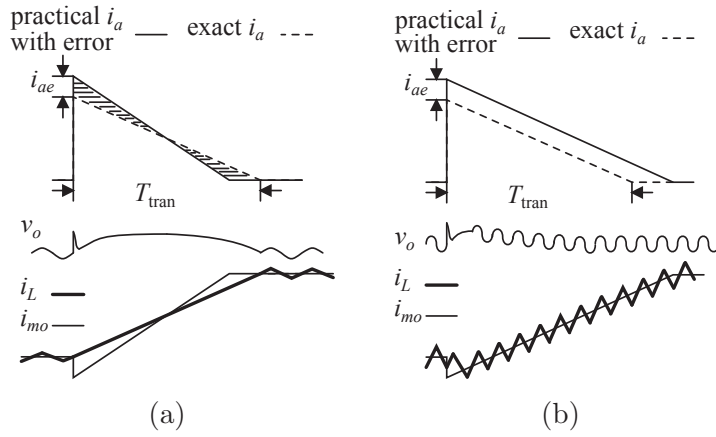 practical i_a
with error
exact i_a
i_ae
T_tran
v_o
i_L
i_mo
(a)
practical i_a
with error
exact i_a
i_ae
T_tran
v_o
i_L
i_mo
(b)